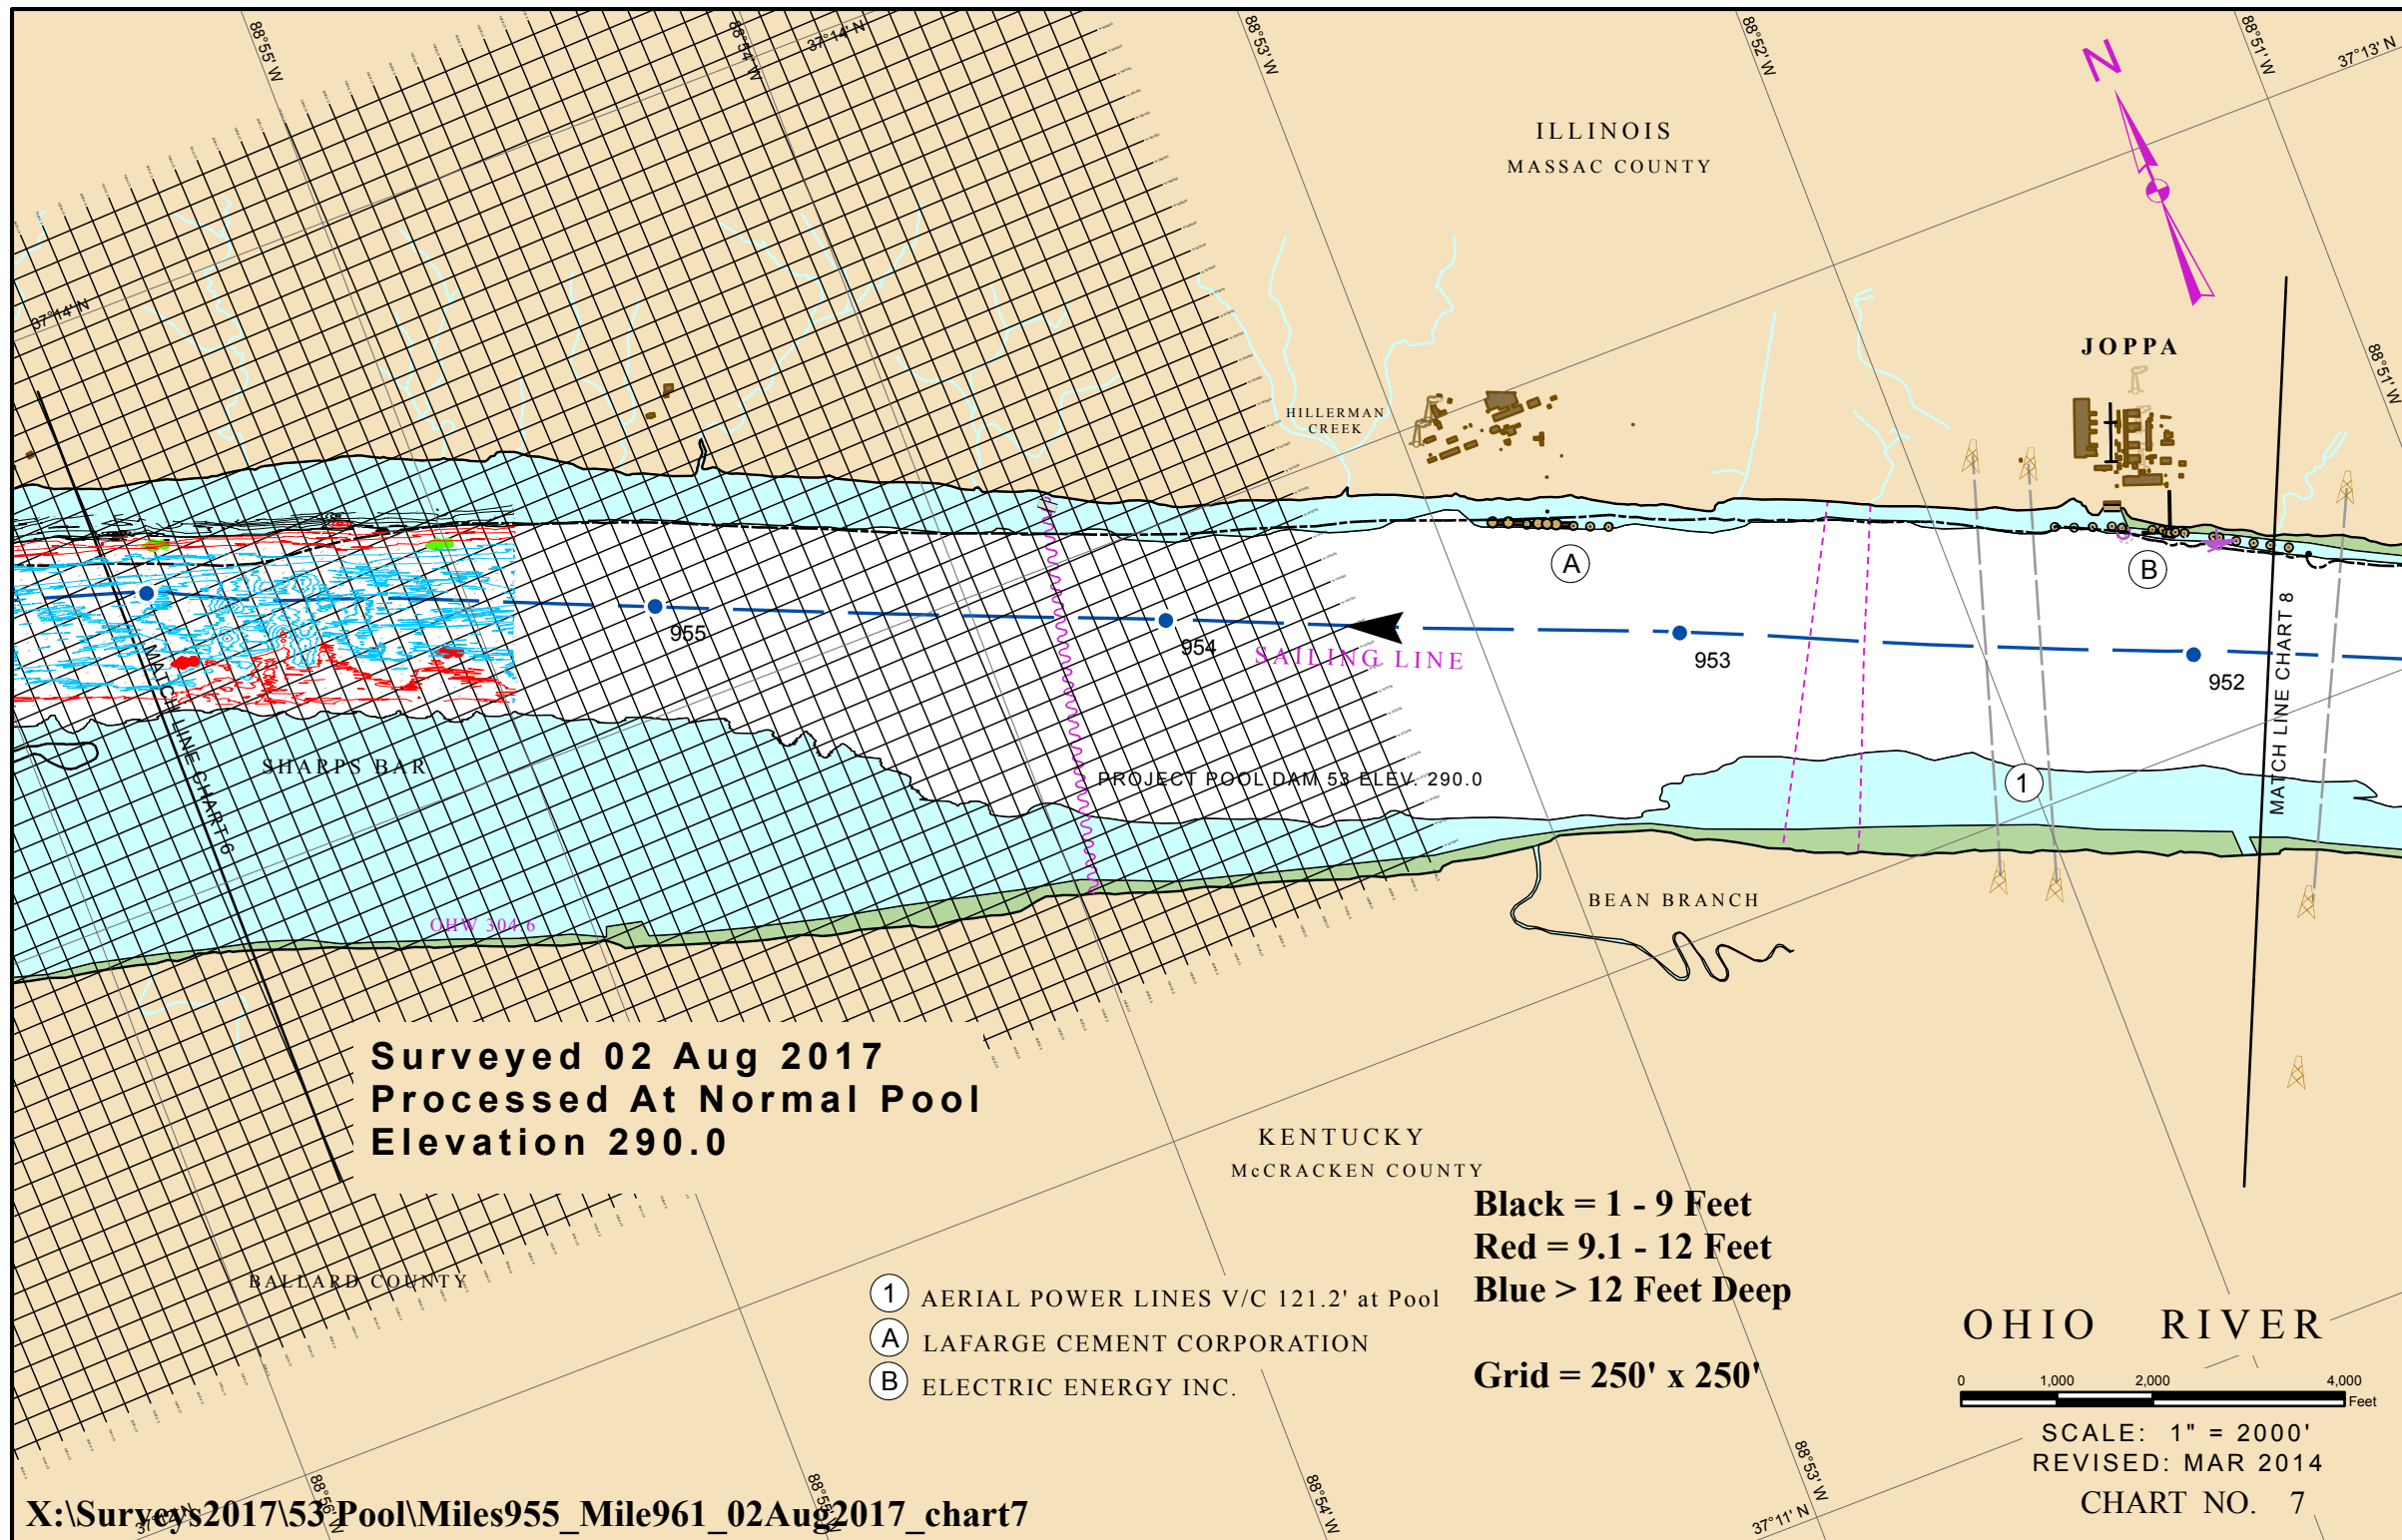 88°55' W
88°54' W
37°14' N
88°53' W
88°52' W
88°51' W
37°13' N
N
ILLINOIS
MASSAC COUNTY
37°14' N
JOPPA
88°51' W
HILLERMAN
CREEK
A
B
955
954
SAILING LINE
953
952
MATCH LINE CHART 6
MATCH LINE CHART 8
SHARPS BAR
PROJECT POOL DAM 53 ELEV. 290.0
1
OHW 304.6
BEAN BRANCH
Surveyed 02 Aug 2017
Processed At Normal Pool
Elevation 290.0
KENTUCKY
McCRACKEN COUNTY
BALLARD COUNTY
Black = 1 - 9 Feet
Red = 9.1 - 12 Feet
Blue > 12 Feet Deep
Grid = 250' x 250'
1 AERIAL POWER LINES V/C 121.2' at Pool
A LAFARGE CEMENT CORPORATION
B ELECTRIC ENERGY INC.
OHIO RIVER
0 1,000 2,000 4,000
Feet
SCALE: 1" = 2000'
REVISED: MAR 2014
CHART NO. 7
88°56' W
88°55' W
88°54' W
88°53' W
37°11' N
X:\Surveys2017\53 Pool\Miles955_Mile961_02Aug2017_chart7